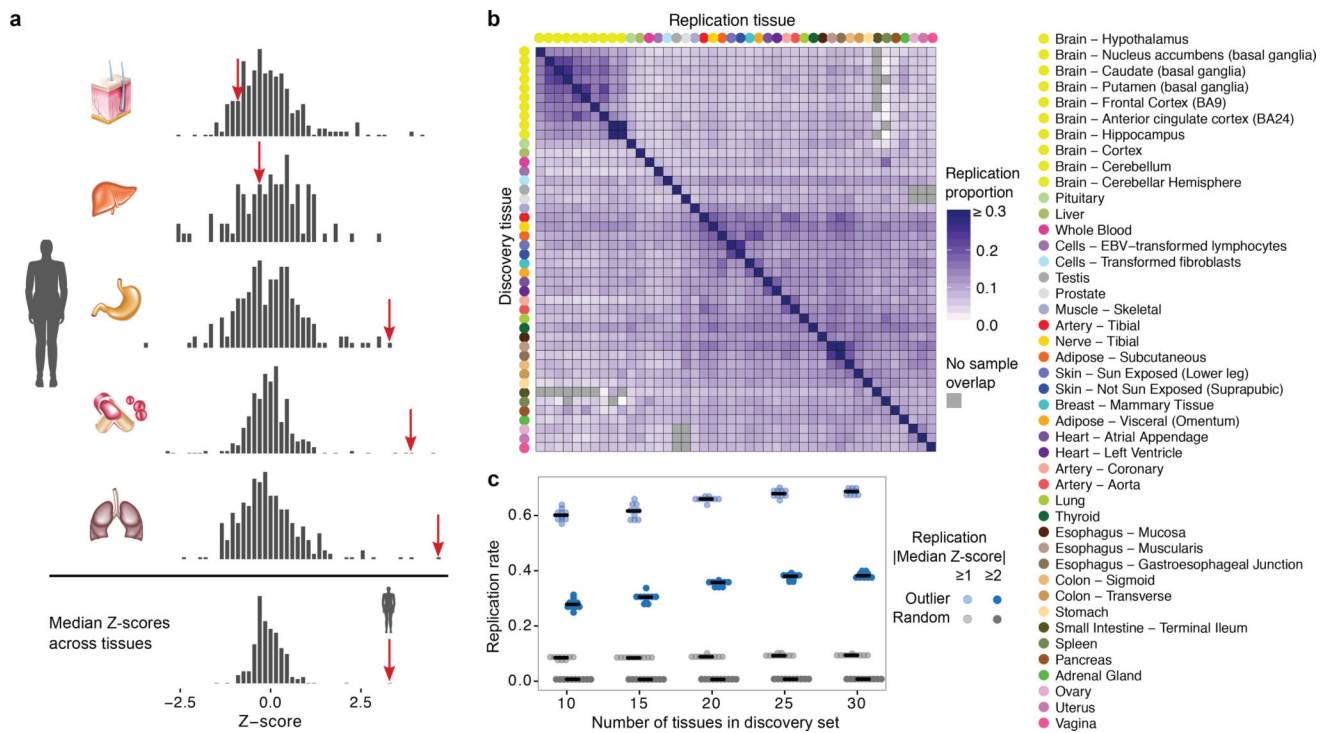 a
Median Z-scores
across tissues
−2.5 0.0 2.5
Z−score
b
Replication tissue
Discovery tissue
Replication
proportion
≥ 0.3
0.2
0.1
0.0
No sample
overlap
Brain − Hypothalamus
Brain − Nucleus accumbens (basal ganglia)
Brain − Caudate (basal ganglia)
Brain − Putamen (basal ganglia)
Brain − Frontal Cortex (BA9)
Brain − Anterior cingulate cortex (BA24)
Brain − Hippocampus
Brain − Cortex
Brain − Cerebellum
Brain − Cerebellar Hemisphere
Pituitary
Liver
Whole Blood
Cells − EBV−transformed lymphocytes
Cells − Transformed fibroblasts
Testis
Prostate
Muscle − Skeletal
Artery − Tibial
Nerve − Tibial
Adipose − Subcutaneous
Skin − Sun Exposed (Lower leg)
Skin − Not Sun Exposed (Suprapubic)
Breast − Mammary Tissue
Adipose − Visceral (Omentum)
Heart − Atrial Appendage
Heart − Left Ventricle
Artery − Coronary
Artery − Aorta
Lung
Thyroid
Esophagus − Mucosa
Esophagus − Muscularis
Esophagus − Gastroesophageal Junction
Colon − Sigmoid
Colon − Transverse
Stomach
Small Intestine − Terminal Ileum
Spleen
Pancreas
Adrenal Gland
Ovary
Uterus
Vagina
c
Replication rate
0.6
0.4
0.2
0.0
10 15 20 25 30
Number of tissues in discovery set
Replication
|Median Z-score|
≥1 ≥2
Outlier
Random